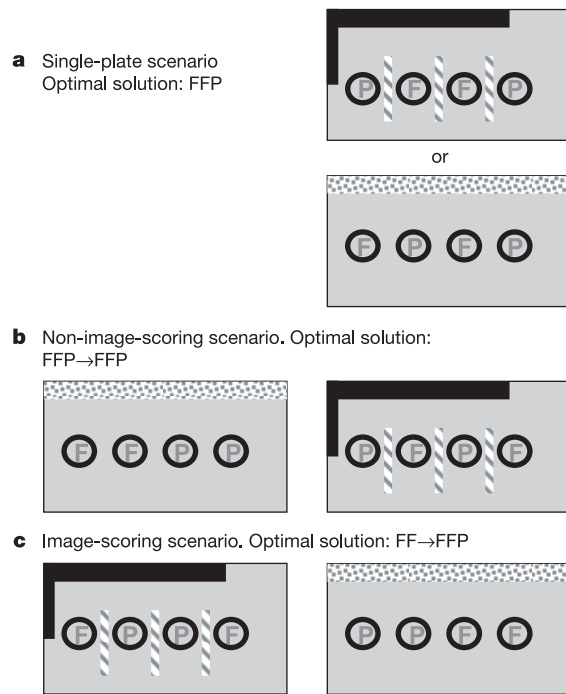 a Single-plate scenario
Optimal solution: FFP
P F F P
or
F P F P
b Non-image-scoring scenario. Optimal solution:
FFP→FFP
F F P P
P F P F
c Image-scoring scenario. Optimal solution: FF→FFP
F P P F
P P F F